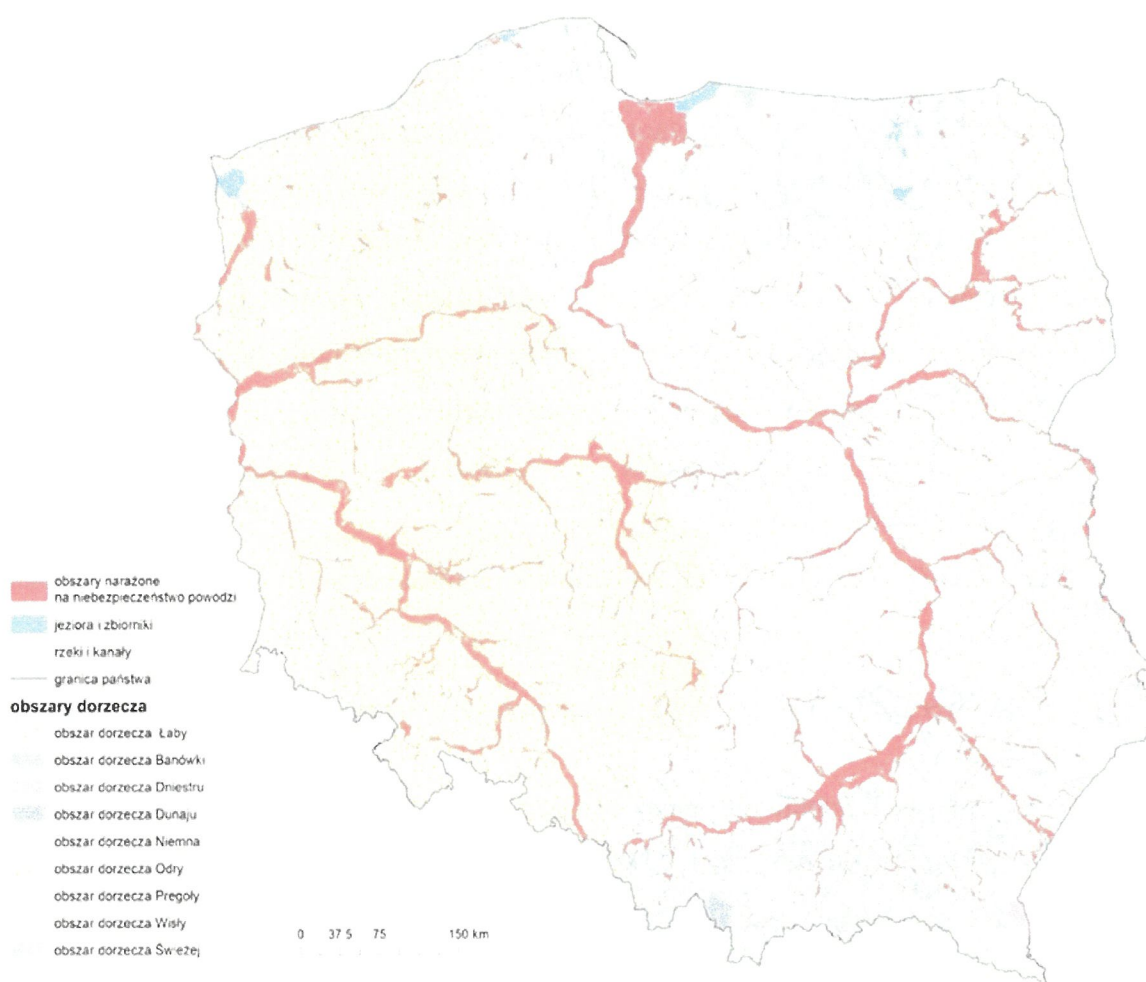 obszary narażone
na niebezpieczeństwo powodzi
jeziora i zbiorniki
rzeki i kanały
granica państwa
obszary dorzecza
obszar dorzecza Łaby
obszar dorzecza Banówki
obszar dorzecza Dniestru
obszar dorzecza Dunaju
obszar dorzecza Niemna
obszar dorzecza Odry
obszar dorzecza Pregoły
obszar dorzecza Wisły
obszar dorzecza Świeżej
0 37 5 75 150 km